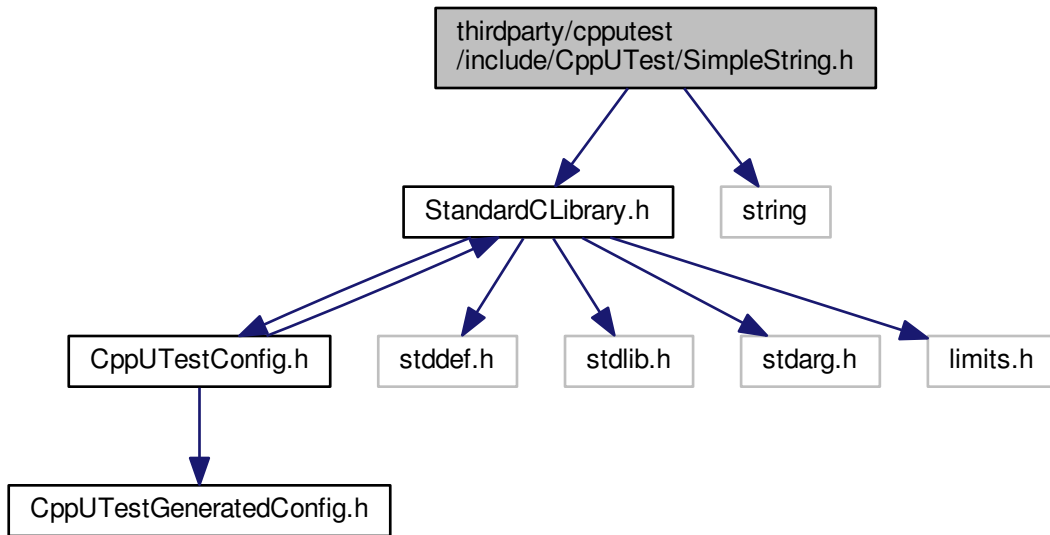 thirdparty/cpputest
/include/CppUTest/SimpleString.h
StandardCLibrary.h
string
CppUTestConfig.h
stddef.h
stdlib.h
stdarg.h
limits.h
CppUTestGeneratedConfig.h